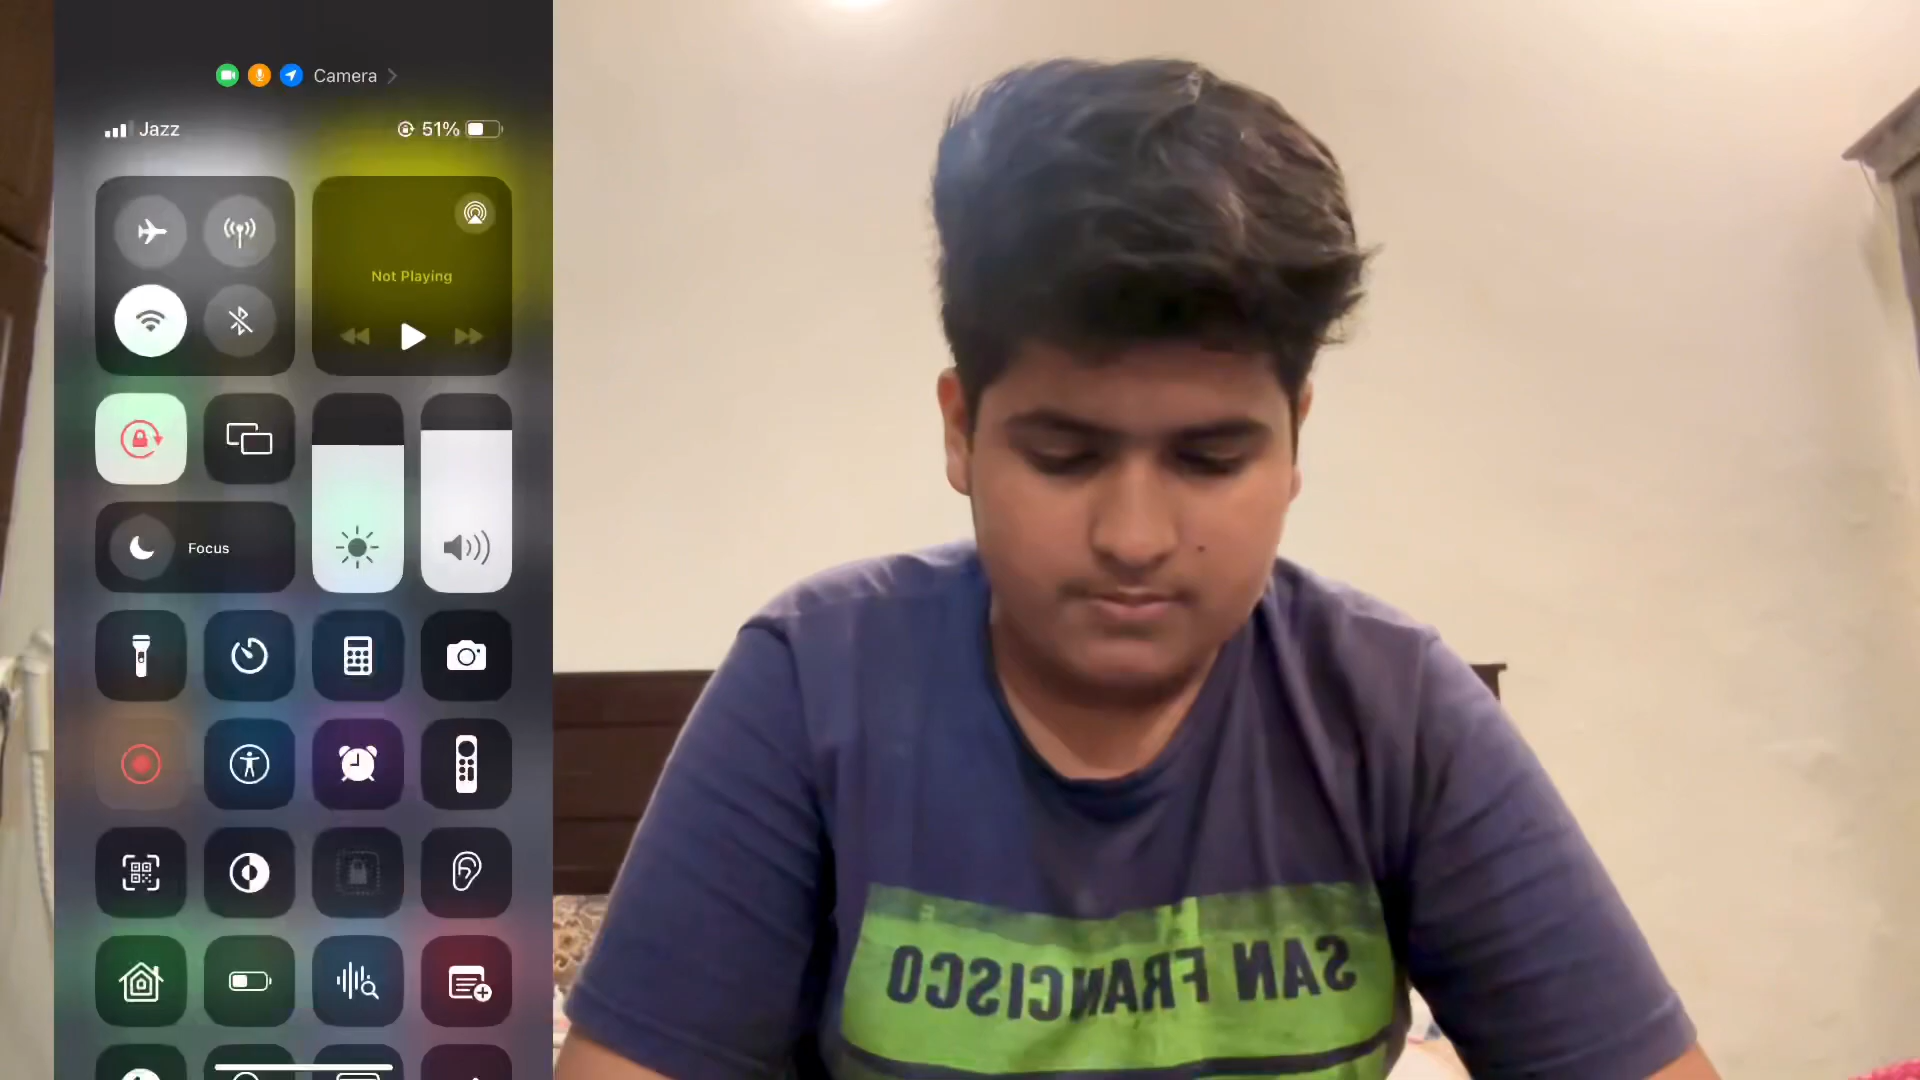 Camera
Jazz
51%
Not Playing
Focus
SAN FRANCISCO